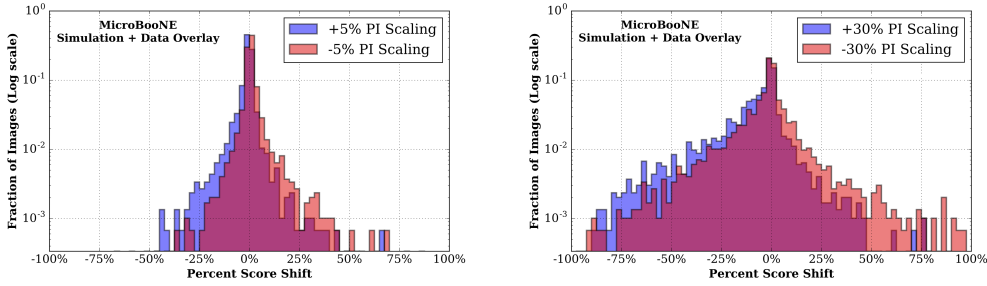 MicroBooNE
Simulation + Data Overlay
+5% PI Scaling
-5% PI Scaling
10^0
10^-1
10^-2
10^-3
Fraction of Images (Log scale)
-100% -75% -50% -25% 0% 25% 50% 75% 100%
Percent Score Shift
MicroBooNE
Simulation + Data Overlay
+30% PI Scaling
-30% PI Scaling
10^0
10^-1
10^-2
10^-3
Fraction of Images (Log scale)
-100% -75% -50% -25% 0% 25% 50% 75% 100%
Percent Score Shift